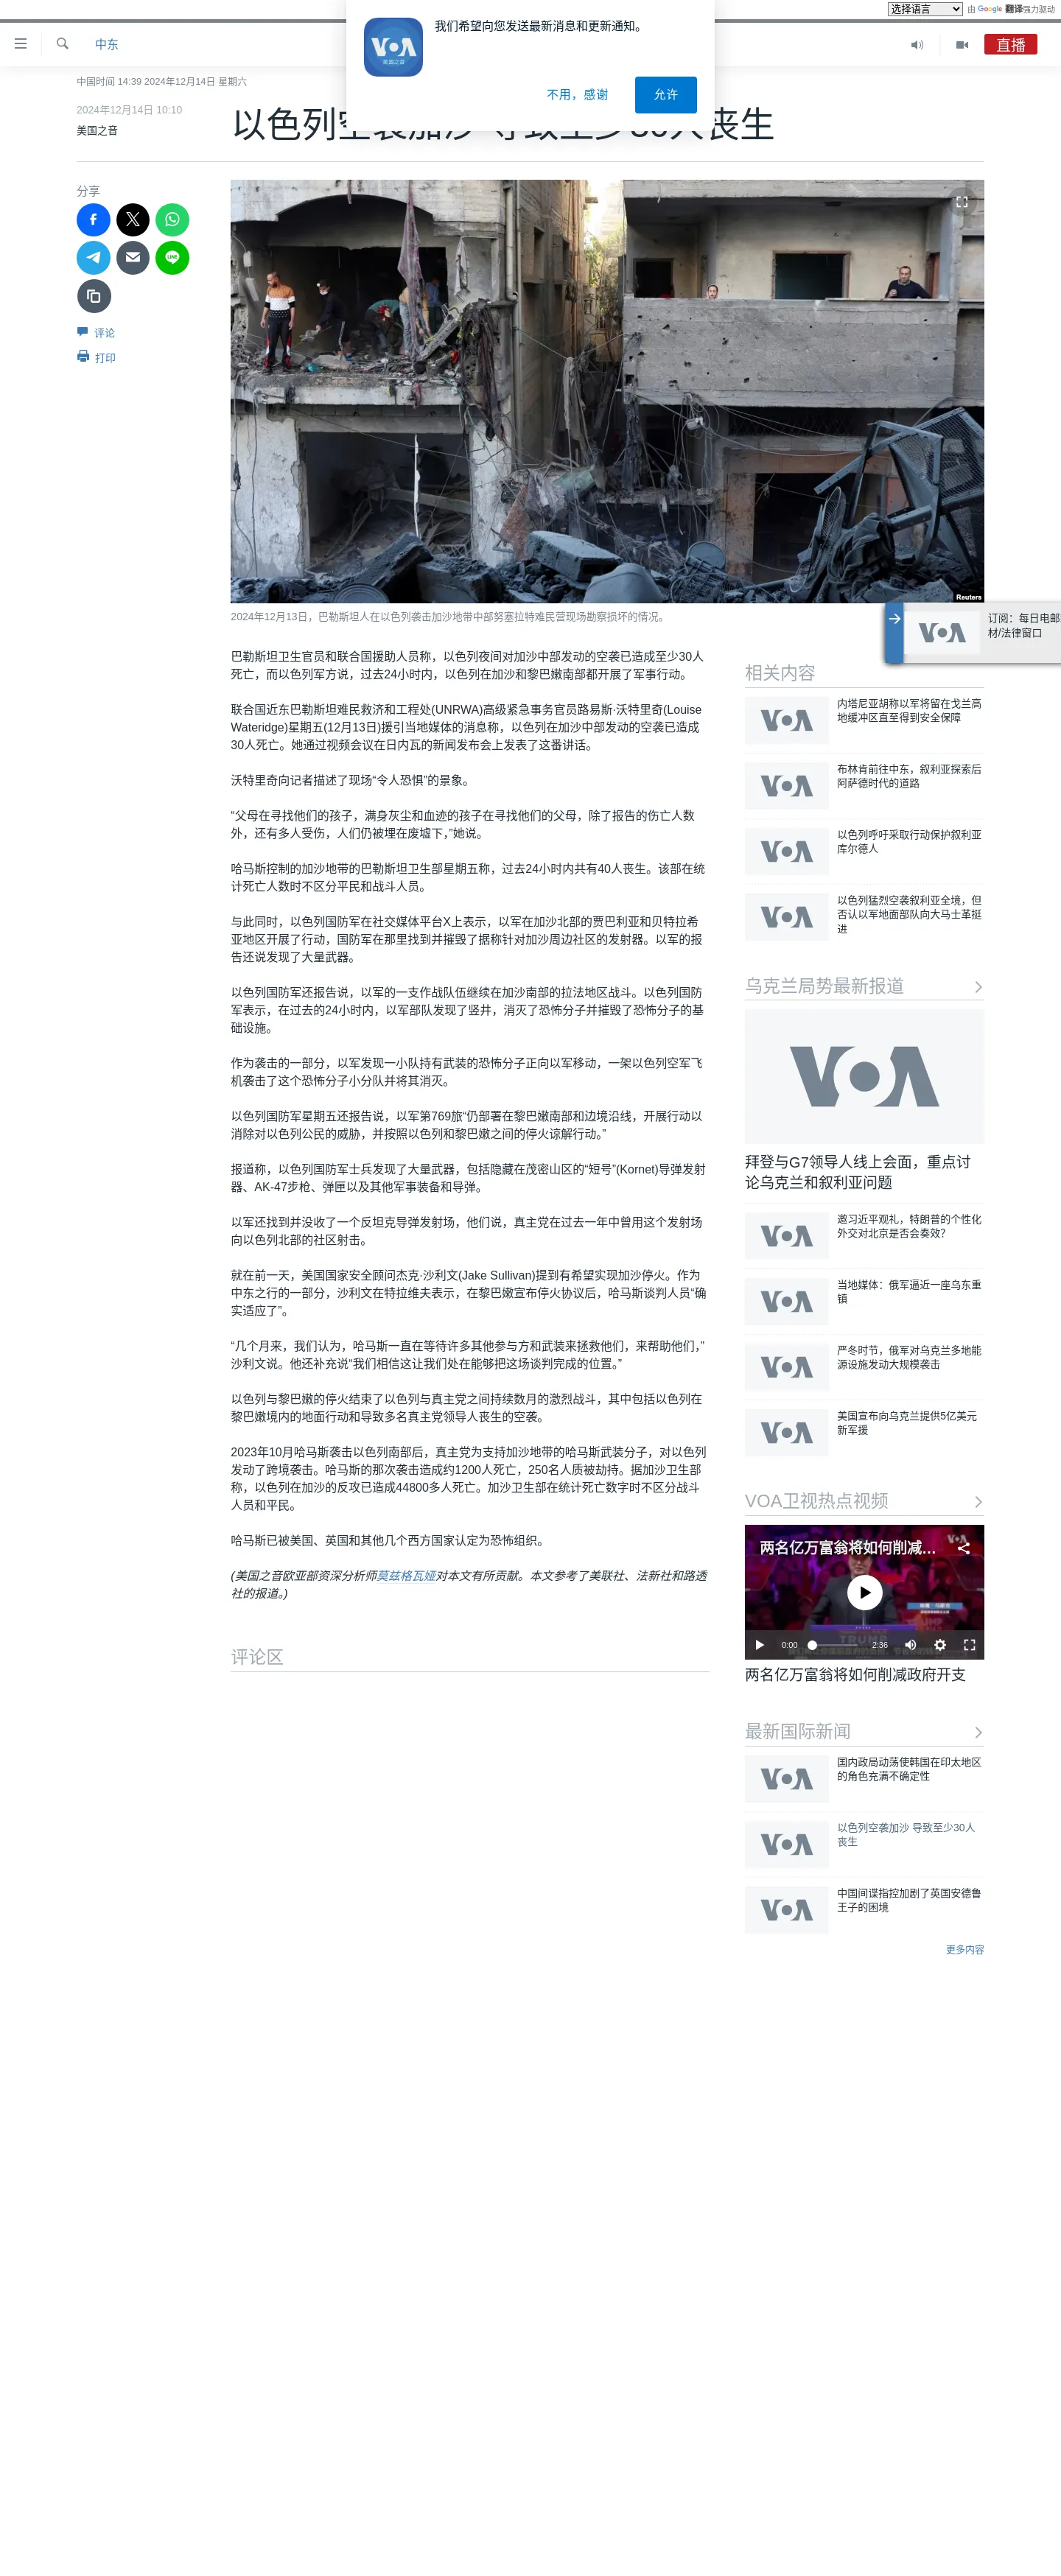 选择语言
由 Google 翻译强力驱动
我们希望向您发送最新消息和更新通知。
VOA
美国之音
不用，感谢
允许
中东
直播
中国时间 14:39 2024年12月14日 星期六
2024年12月14日 10:10
美国之音
以色列空袭加沙 导致至少30人丧生
分享
评论
打印
Reuters
2024年12月13日，巴勒斯坦人在以色列袭击加沙地带中部努塞拉特难民营现场勘察损坏的情况。
巴勒斯坦卫生官员和联合国援助人员称，以色列夜间对加沙中部发动的空袭已造成至少30人
死亡，而以色列军方说，过去24小时内，以色列在加沙和黎巴嫩南部都开展了军事行动。
联合国近东巴勒斯坦难民救济和工程处(UNRWA)高级紧急事务官员路易斯·沃特里奇(Louise
Wateridge)星期五(12月13日)援引当地媒体的消息称，以色列在加沙中部发动的空袭已造成
30人死亡。她通过视频会议在日内瓦的新闻发布会上发表了这番讲话。
沃特里奇向记者描述了现场“令人恐惧”的景象。
“父母在寻找他们的孩子，满身灰尘和血迹的孩子在寻找他们的父母，除了报告的伤亡人数
外，还有多人受伤，人们仍被埋在废墟下，”她说。
哈马斯控制的加沙地带的巴勒斯坦卫生部星期五称，过去24小时内共有40人丧生。该部在统
计死亡人数时不区分平民和战斗人员。
与此同时，以色列国防军在社交媒体平台X上表示，以军在加沙北部的贾巴利亚和贝特拉希
亚地区开展了行动，国防军在那里找到并摧毁了据称针对加沙周边社区的发射器。以军的报
告还说发现了大量武器。
以色列国防军还报告说，以军的一支作战队伍继续在加沙南部的拉法地区战斗。以色列国防
军表示，在过去的24小时内，以军部队发现了竖井，消灭了恐怖分子并摧毁了恐怖分子的基
础设施。
作为袭击的一部分，以军发现一小队持有武装的恐怖分子正向以军移动，一架以色列空军飞
机袭击了这个恐怖分子小分队并将其消灭。
以色列国防军星期五还报告说，以军第769旅“仍部署在黎巴嫩南部和边境沿线，开展行动以
消除对以色列公民的威胁，并按照以色列和黎巴嫩之间的停火谅解行动。”
报道称，以色列国防军士兵发现了大量武器，包括隐藏在茂密山区的“短号”(Kornet)导弹发射
器、AK-47步枪、弹匣以及其他军事装备和导弹。
以军还找到并没收了一个反坦克导弹发射场，他们说，真主党在过去一年中曾用这个发射场
向以色列北部的社区射击。
就在前一天，美国国家安全顾问杰克·沙利文(Jake Sullivan)提到有希望实现加沙停火。作为
中东之行的一部分，沙利文在特拉维夫表示，在黎巴嫩宣布停火协议后，哈马斯谈判人员“确
实适应了”。
“几个月来，我们认为，哈马斯一直在等待许多其他参与方和武装来拯救他们，来帮助他们，”
沙利文说。他还补充说“我们相信这让我们处在能够把这场谈判完成的位置。”
以色列与黎巴嫩的停火结束了以色列与真主党之间持续数月的激烈战斗，其中包括以色列在
黎巴嫩境内的地面行动和导致多名真主党领导人丧生的空袭。
2023年10月哈马斯袭击以色列南部后，真主党为支持加沙地带的哈马斯武装分子，对以色列
发动了跨境袭击。哈马斯的那次袭击造成约1200人死亡，250名人质被劫持。据加沙卫生部
称，以色列在加沙的反攻已造成44800多人死亡。加沙卫生部在统计死亡数字时不区分战斗
人员和平民。
哈马斯已被美国、英国和其他几个西方国家认定为恐怖组织。
(美国之音欧亚部资深分析师莫兹格瓦娅对本文有所贡献。本文参考了美联社、法新社和路透
社的报道。)
评论区
VOA
订阅：每日电邮
材/法律窗口
相关内容
VOA
内塔尼亚胡称以军将留在戈兰高
地缓冲区直至得到安全保障
VOA
布林肯前往中东，叙利亚探索后
阿萨德时代的道路
VOA
以色列呼吁采取行动保护叙利亚
库尔德人
VOA
以色列猛烈空袭叙利亚全境，但
否认以军地面部队向大马士革挺
进
乌克兰局势最新报道
VOA
拜登与G7领导人线上会面，重点讨
论乌克兰和叙利亚问题
VOA
邀习近平观礼，特朗普的个性化
外交对北京是否会奏效？
VOA
当地媒体：俄军逼近一座乌东重
镇
VOA
严冬时节，俄军对乌克兰多地能
源设施发动大规模袭击
VOA
美国宣布向乌克兰提供5亿美元
新军援
VOA卫视热点视频
两名亿万富翁将如何削减...
VOA
TRUMP
0:00
2:36
两名亿万富翁将如何削减政府开支
最新国际新闻
VOA
国内政局动荡使韩国在印太地区
的角色充满不确定性
VOA
以色列空袭加沙 导致至少30人
丧生
VOA
中国间谍指控加剧了英国安德鲁
王子的困境
更多内容